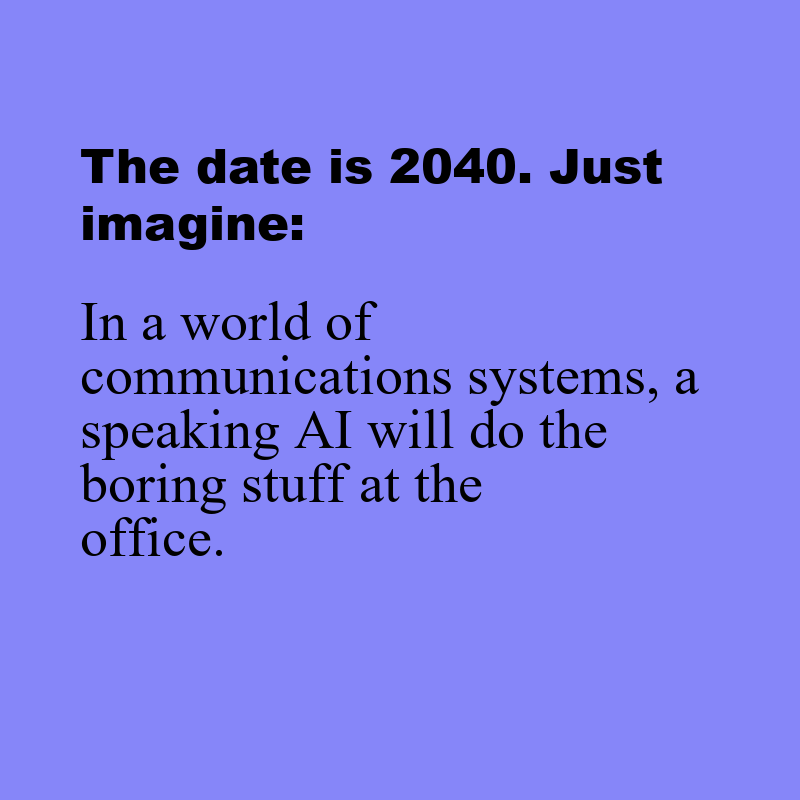 The date is 2040. Just
imagine:
In a world of
communications systems, a
speaking AI will do the
boring stuff at the
office.